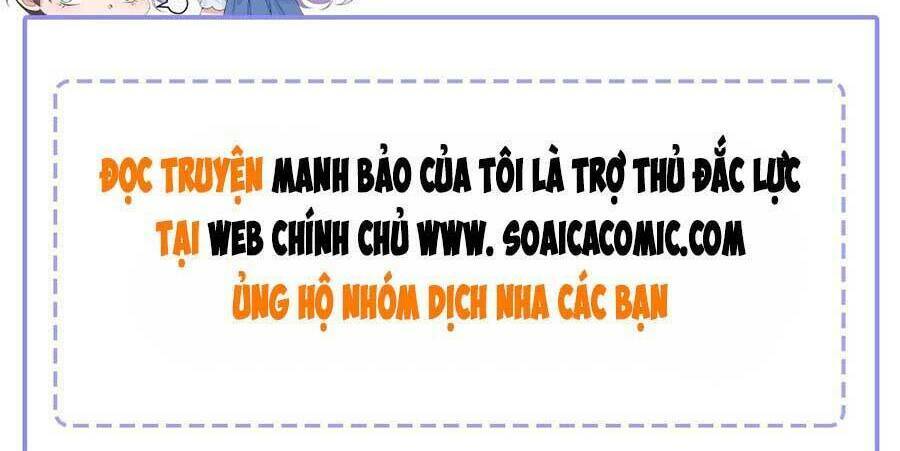 ĐỌC TRUYỆN MANH BẢO CỦA TÔI LÀ TRỢ THỦ ĐẮC LỰC
TẠI WEB CHÍNH CHỦ WWW. SOAICACOMIC.COM
ỦNG HỘ NHÓM DỊCH NHA CÁC BẠN